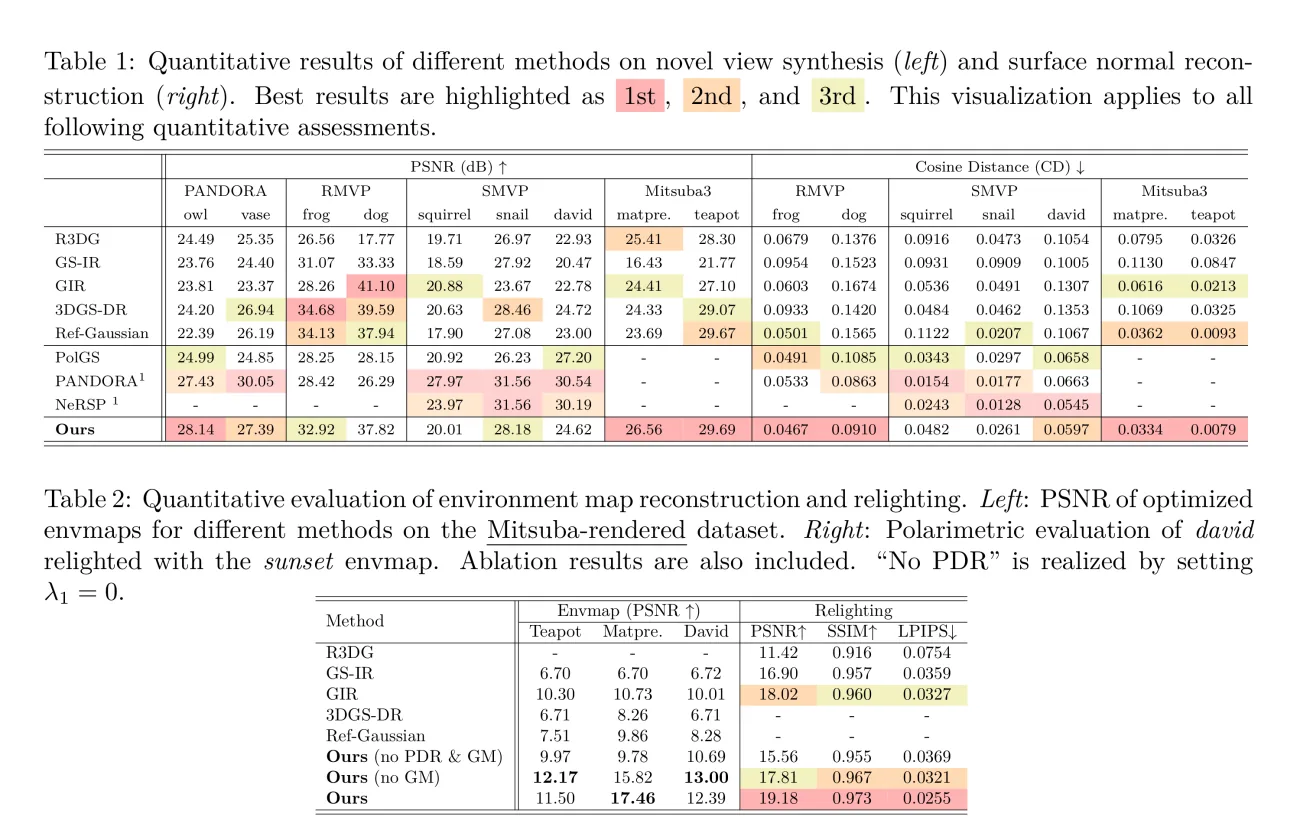 Table 1: Quantitative results of different methods on novel view synthesis (left) and surface normal recon-
struction (right). Best results are highlighted as 1st , 2nd , and 3rd . This visualization applies to all
following quantitative assessments.
PSNR (dB) ↑ Cosine Distance (CD) ↓
PANDORA RMVP SMVP Mitsuba3 RMVP SMVP Mitsuba3
owl vase frog dog squirrel snail david matpre. teapot frog dog squirrel snail david matpre. teapot
R3DG 24.49 25.35 26.56 17.77 19.71 26.97 22.93 25.41 28.30 0.0679 0.1376 0.0916 0.0473 0.1054 0.0795 0.0326
GS-IR 23.76 24.40 31.07 33.33 18.59 27.92 20.47 16.43 21.77 0.0954 0.1523 0.0931 0.0909 0.1005 0.1130 0.0847
GIR 23.81 23.37 28.26 41.10 20.88 23.67 22.78 24.41 27.10 0.0603 0.1674 0.0536 0.0491 0.1307 0.0616 0.0213
3DGS-DR 24.20 26.94 34.68 39.59 20.63 28.46 24.72 24.33 29.07 0.0933 0.1420 0.0484 0.0462 0.1353 0.1069 0.0325
Ref-Gaussian 22.39 26.19 34.13 37.94 17.90 27.08 23.00 23.69 29.67 0.0501 0.1565 0.1122 0.0207 0.1067 0.0362 0.0093
PolGS 24.99 24.85 28.25 28.15 20.92 26.23 27.20 - - 0.0491 0.1085 0.0343 0.0297 0.0658 - -
PANDORA¹ 27.43 30.05 28.42 26.29 27.97 31.56 30.54 - - 0.0533 0.0863 0.0154 0.0177 0.0663 - -
NeRSP ¹ - - - - 23.97 31.56 30.19 - - - - 0.0243 0.0128 0.0545 - -
Ours 28.14 27.39 32.92 37.82 20.01 28.18 24.62 26.56 29.69 0.0467 0.0910 0.0482 0.0261 0.0597 0.0334 0.0079
Table 2: Quantitative evaluation of environment map reconstruction and relighting. Left: PSNR of optimized
envmaps for different methods on the Mitsuba-rendered dataset. Right: Polarimetric evaluation of david
relighted with the sunset envmap. Ablation results are also included. “No PDR” is realized by setting
λ₁ = 0.
Method Envmap (PSNR ↑) Relighting
Teapot Matpre. David PSNR↑ SSIM↑ LPIPS↓
R3DG - - - 11.42 0.916 0.0754
GS-IR 6.70 6.70 6.72 16.90 0.957 0.0359
GIR 10.30 10.73 10.01 18.02 0.960 0.0327
3DGS-DR 6.71 8.26 6.71 - - -
Ref-Gaussian 7.51 9.86 8.28 - - -
Ours (no PDR & GM) 9.97 9.78 10.69 15.56 0.955 0.0369
Ours (no GM) 12.17 15.82 13.00 17.81 0.967 0.0321
Ours 11.50 17.46 12.39 19.18 0.973 0.0255